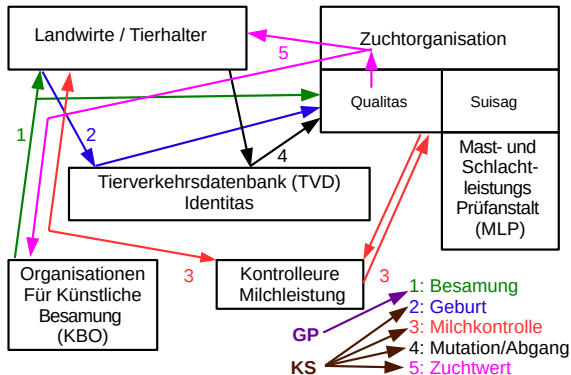 Landwirte / Tierhalter
Zuchtorganisation
5
Qualitas
Suisag
1
2
4
Mast- und
Schlacht-
leistungs
Prüfanstalt
(MLP)
Tierverkehrsdatenbank (TVD)
Identitas
Organisationen
Für Künstliche
Besamung
(KBO)
3
Kontrolleure
Milchleistung
3
GP
KS
1: Besamung
2: Geburt
3: Milchkontrolle
4: Mutation/Abgang
5: Zuchtwert